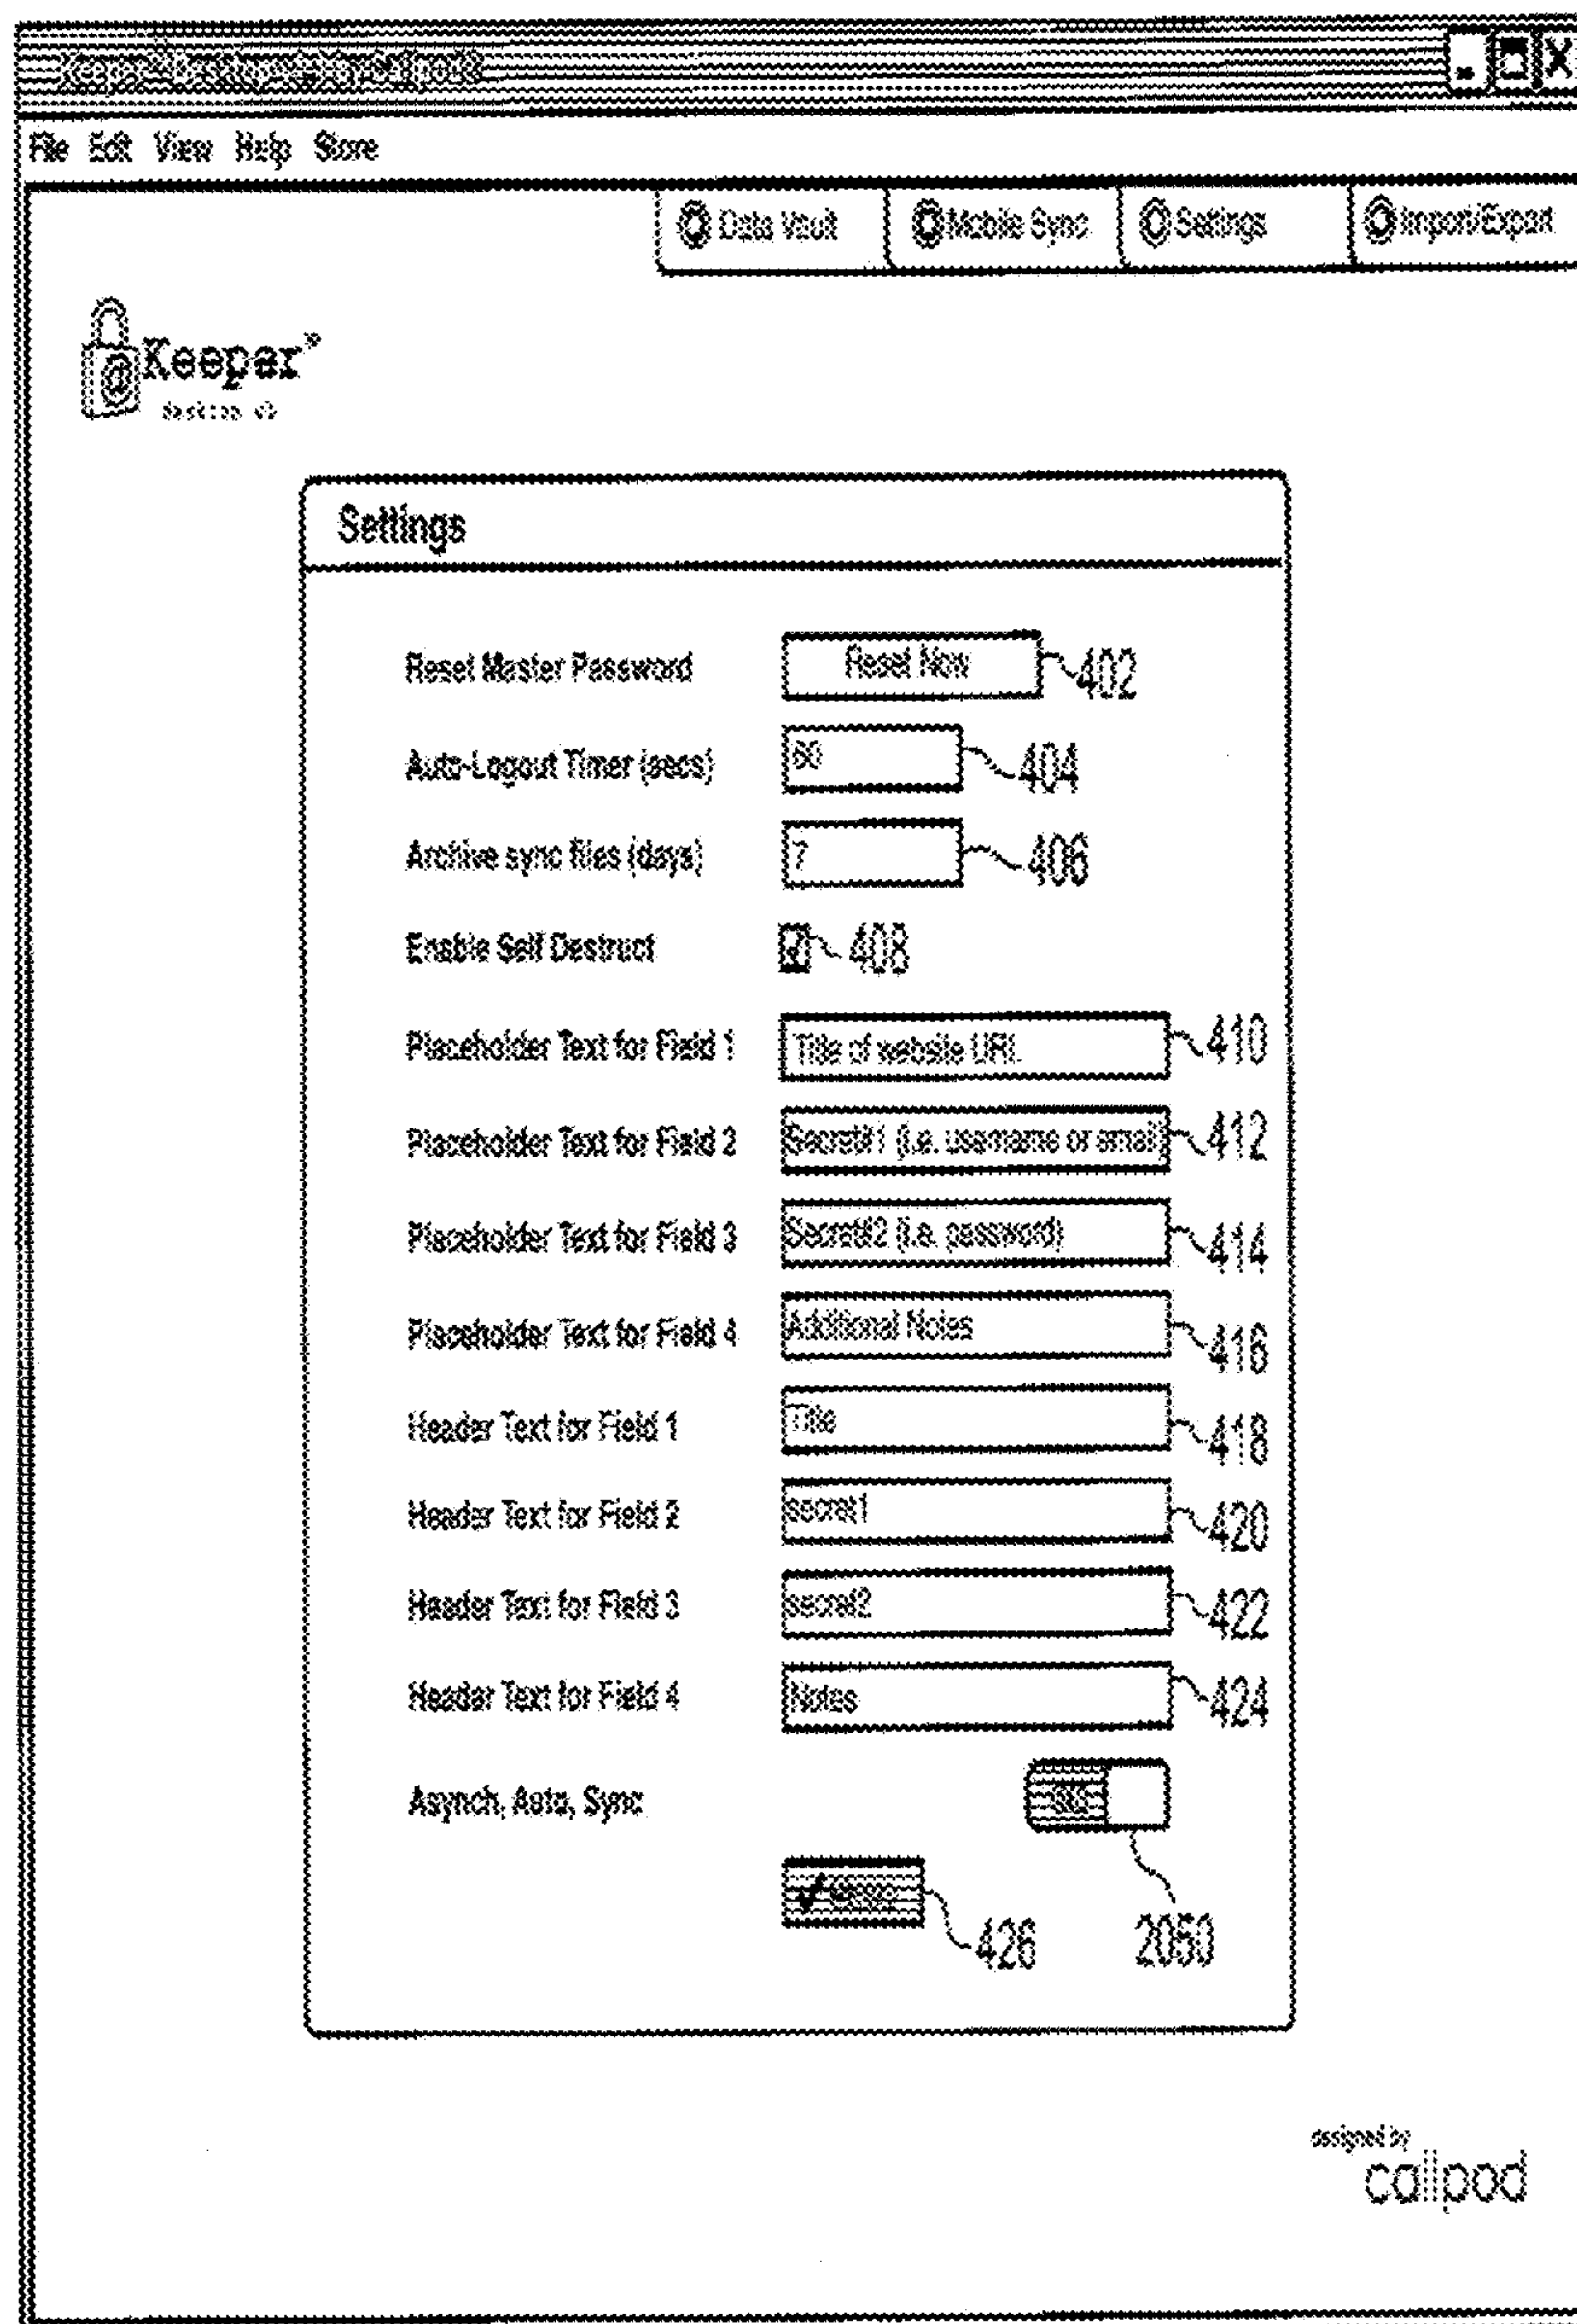 File Edit View Help Store
Data Vault Mobile Sync Settings Import/Export
@Keeper®
desktop v3
Settings
Reset Master Password Reset Now 402
Auto-Logout Timer (secs) 60 404
Archive sync files (days) 7 406
Enable Self Destruct 408
Placeholder Text for Field 1 Title of website URL 410
Placeholder Text for Field 2 Secret#1 (i.e. username or email 412
Placeholder Text for Field 3 Secret#2 (i.e. password) 414
Placeholder Text for Field 4 Additional Notes 416
Header Text for Field 1 Title 418
Header Text for Field 2 secret1 420
Header Text for Field 3 secret2 422
Header Text for Field 4 Notes 424
Asynch, Auto, Sync
426 2050
designed by
callpod